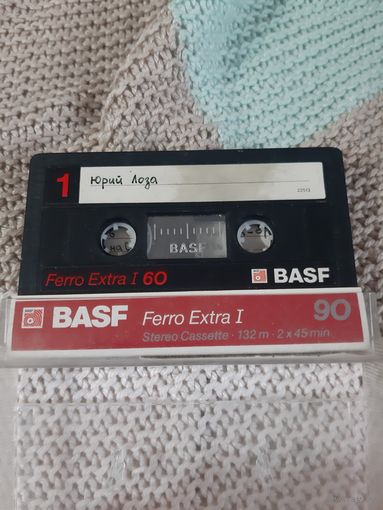 1
Юрий Лоза
BASF
Ferro Extra I 60
BASF
BASF
Ferro Extra I
90
Stereo Cassette · 132 m · 2 x 45 min